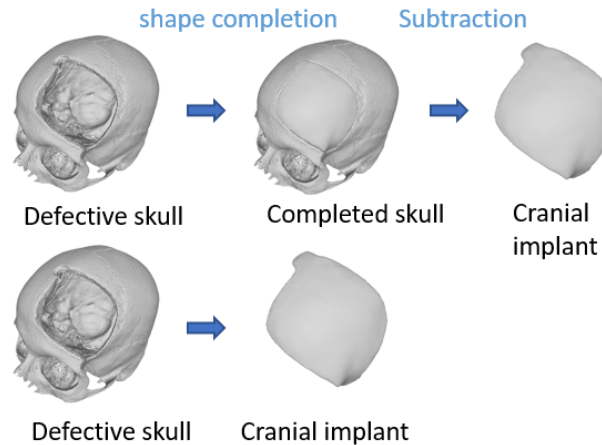 shape completion
Subtraction
Defective skull
Completed skull
Cranial
implant
Defective skull
Cranial implant